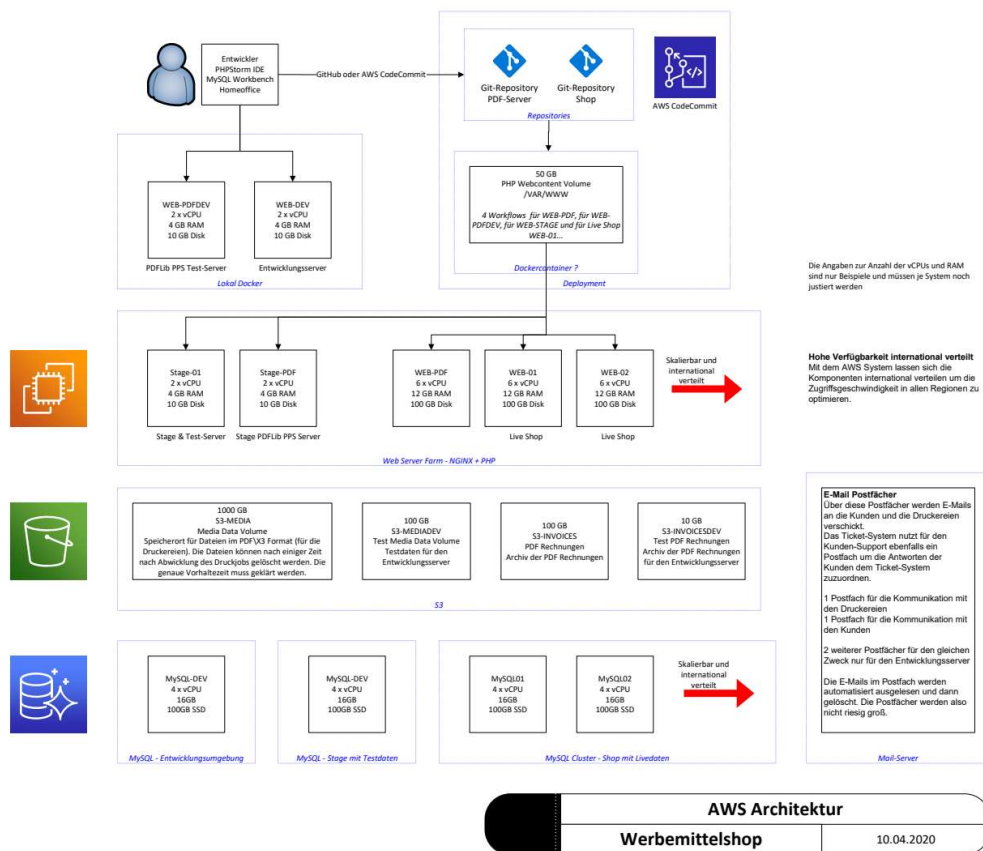 Entwickler
PHPStorm IDE
MySQL Workbench
Homeoffice
GitHub oder AWS CodeCommit
Git-Repository
PDF-Server
Git-Repository
Shop
Repositories
AWS CodeCommit
WEB-PDFDEV
2 x vCPU
4 GB RAM
10 GB Disk
PDFLib PPS Test-Server
WEB-DEV
2 x vCPU
4 GB RAM
10 GB Disk
Entwicklungsserver
Lokal Docker
50 GB
PHP Webcontent Volume
/VAR/WWW
4 Workflows für WEB-PDF, für WEB-
PDFDEV, für WEB-STAGE und für Live Shop
WEB-01...
Dockercontainer ?
Deployment
Die Angaben zur Anzahl der vCPUs und RAM
sind nur Beispiele und müssen je System noch
justiert werden
Stage-01
2 x vCPU
4 GB RAM
10 GB Disk
Stage & Test-Server
Stage-PDF
2 x vCPU
4 GB RAM
10 GB Disk
Stage PDFLib PPS Server
WEB-PDF
6 x vCPU
12 GB RAM
100 GB Disk
WEB-01
6 x vCPU
12 GB RAM
100 GB Disk
Live Shop
WEB-02
6 x vCPU
12 GB RAM
100 GB Disk
Live Shop
Skalierbar und
international
verteilt
Web Server Farm - NGINX + PHP
Hohe Verfügbarkeit international verteilt
Mit dem AWS System lassen sich die
Komponenten international verteilen um die
Zugriffsgeschwindigkeit in allen Regionen zu
optimieren.
1000 GB
S3-MEDIA
Media Data Volume
Speicherort für Dateien im PDF\X3 Format (für die
Druckereien). Die Dateien können nach einiger Zeit
nach Abwicklung des Druckjobs gelöscht werden. Die
genaue Vorhaltezeit muss geklärt werden.
100 GB
S3-MEDIADEV
Test Media Data Volume
Testdaten für den
Entwicklungsserver
100 GB
S3-INVOICES
PDF Rechnungen
Archiv der PDF Rechnungen
10 GB
S3-INVOICESDEV
Test PDF Rechnungen
Archiv der PDF Rechnungen
für den Entwicklungsserver
S3
E-Mail Postfächer
Über diese Postfächer werden E-Mails
an die Kunden und die Druckereien
verschickt.
Das Ticket-System nutzt für den
Kunden-Support ebenfalls ein
Postfach um die Antworten der
Kunden dem Ticket-System
zuzuordnen.
1 Postfach für die Kommunikation mit
den Druckereien
1 Postfach für die Kommunikation mit
den Kunden
2 weiterer Postfächer für den gleichen
Zweck nur für den Entwicklungsserver
Die E-Mails im Postfach werden
automatisiert ausgelesen und dann
gelöscht. Die Postfächer werden also
nicht riesig groß.
Mail-Server
MySQL-DEV
4 x vCPU
16GB
100GB SSD
MySQL - Entwicklungsumgebung
MySQL-DEV
4 x vCPU
16GB
100GB SSD
MySQL - Stage mit Testdaten
MySQL01
4 x vCPU
16GB
100GB SSD
MySQL02
4 x vCPU
16GB
100GB SSD
Skalierbar und
international
verteilt
MySQL Cluster - Shop mit Livedaten
AWS Architektur
Werbemittelshop
10.04.2020